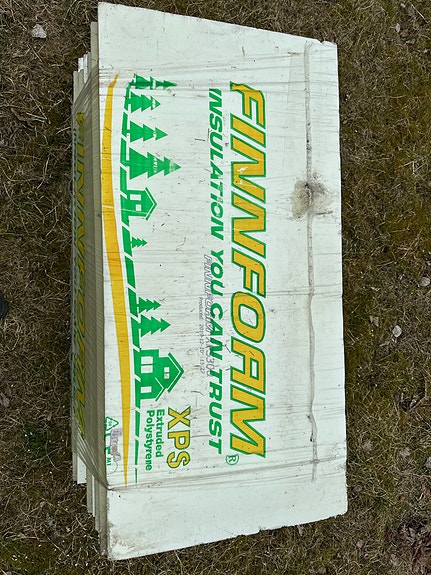 FINNFOAM®
INSULATION YOU CAN TRUST
XPS
Extruded
Polystyrene